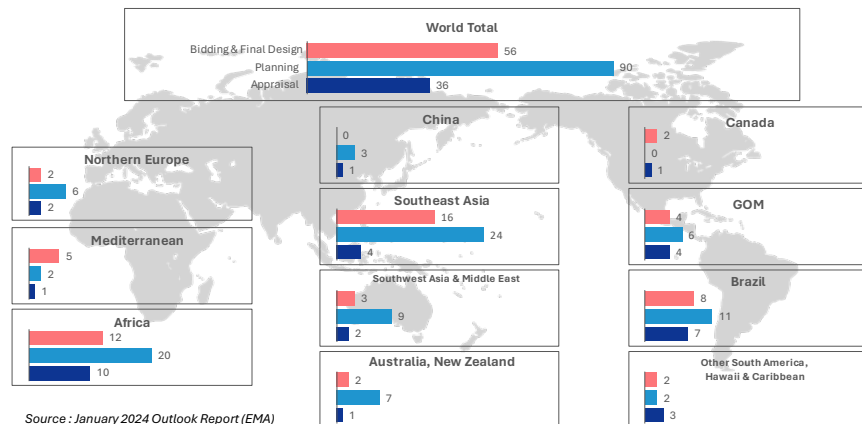 World Total
Bidding & Final Design 56
Planning 90
Appraisal 36
Northern Europe
2
6
2
Mediterranean
5
2
1
Africa
12
20
10
China
0
3
1
Southeast Asia
16
24
4
Southwest Asia & Middle East
3
9
2
Australia, New Zealand
2
7
1
Canada
2
0
1
GOM
4
6
4
Brazil
8
11
7
Other South America,
Hawaii & Caribbean
2
2
3
Source : January 2024 Outlook Report (EMA)